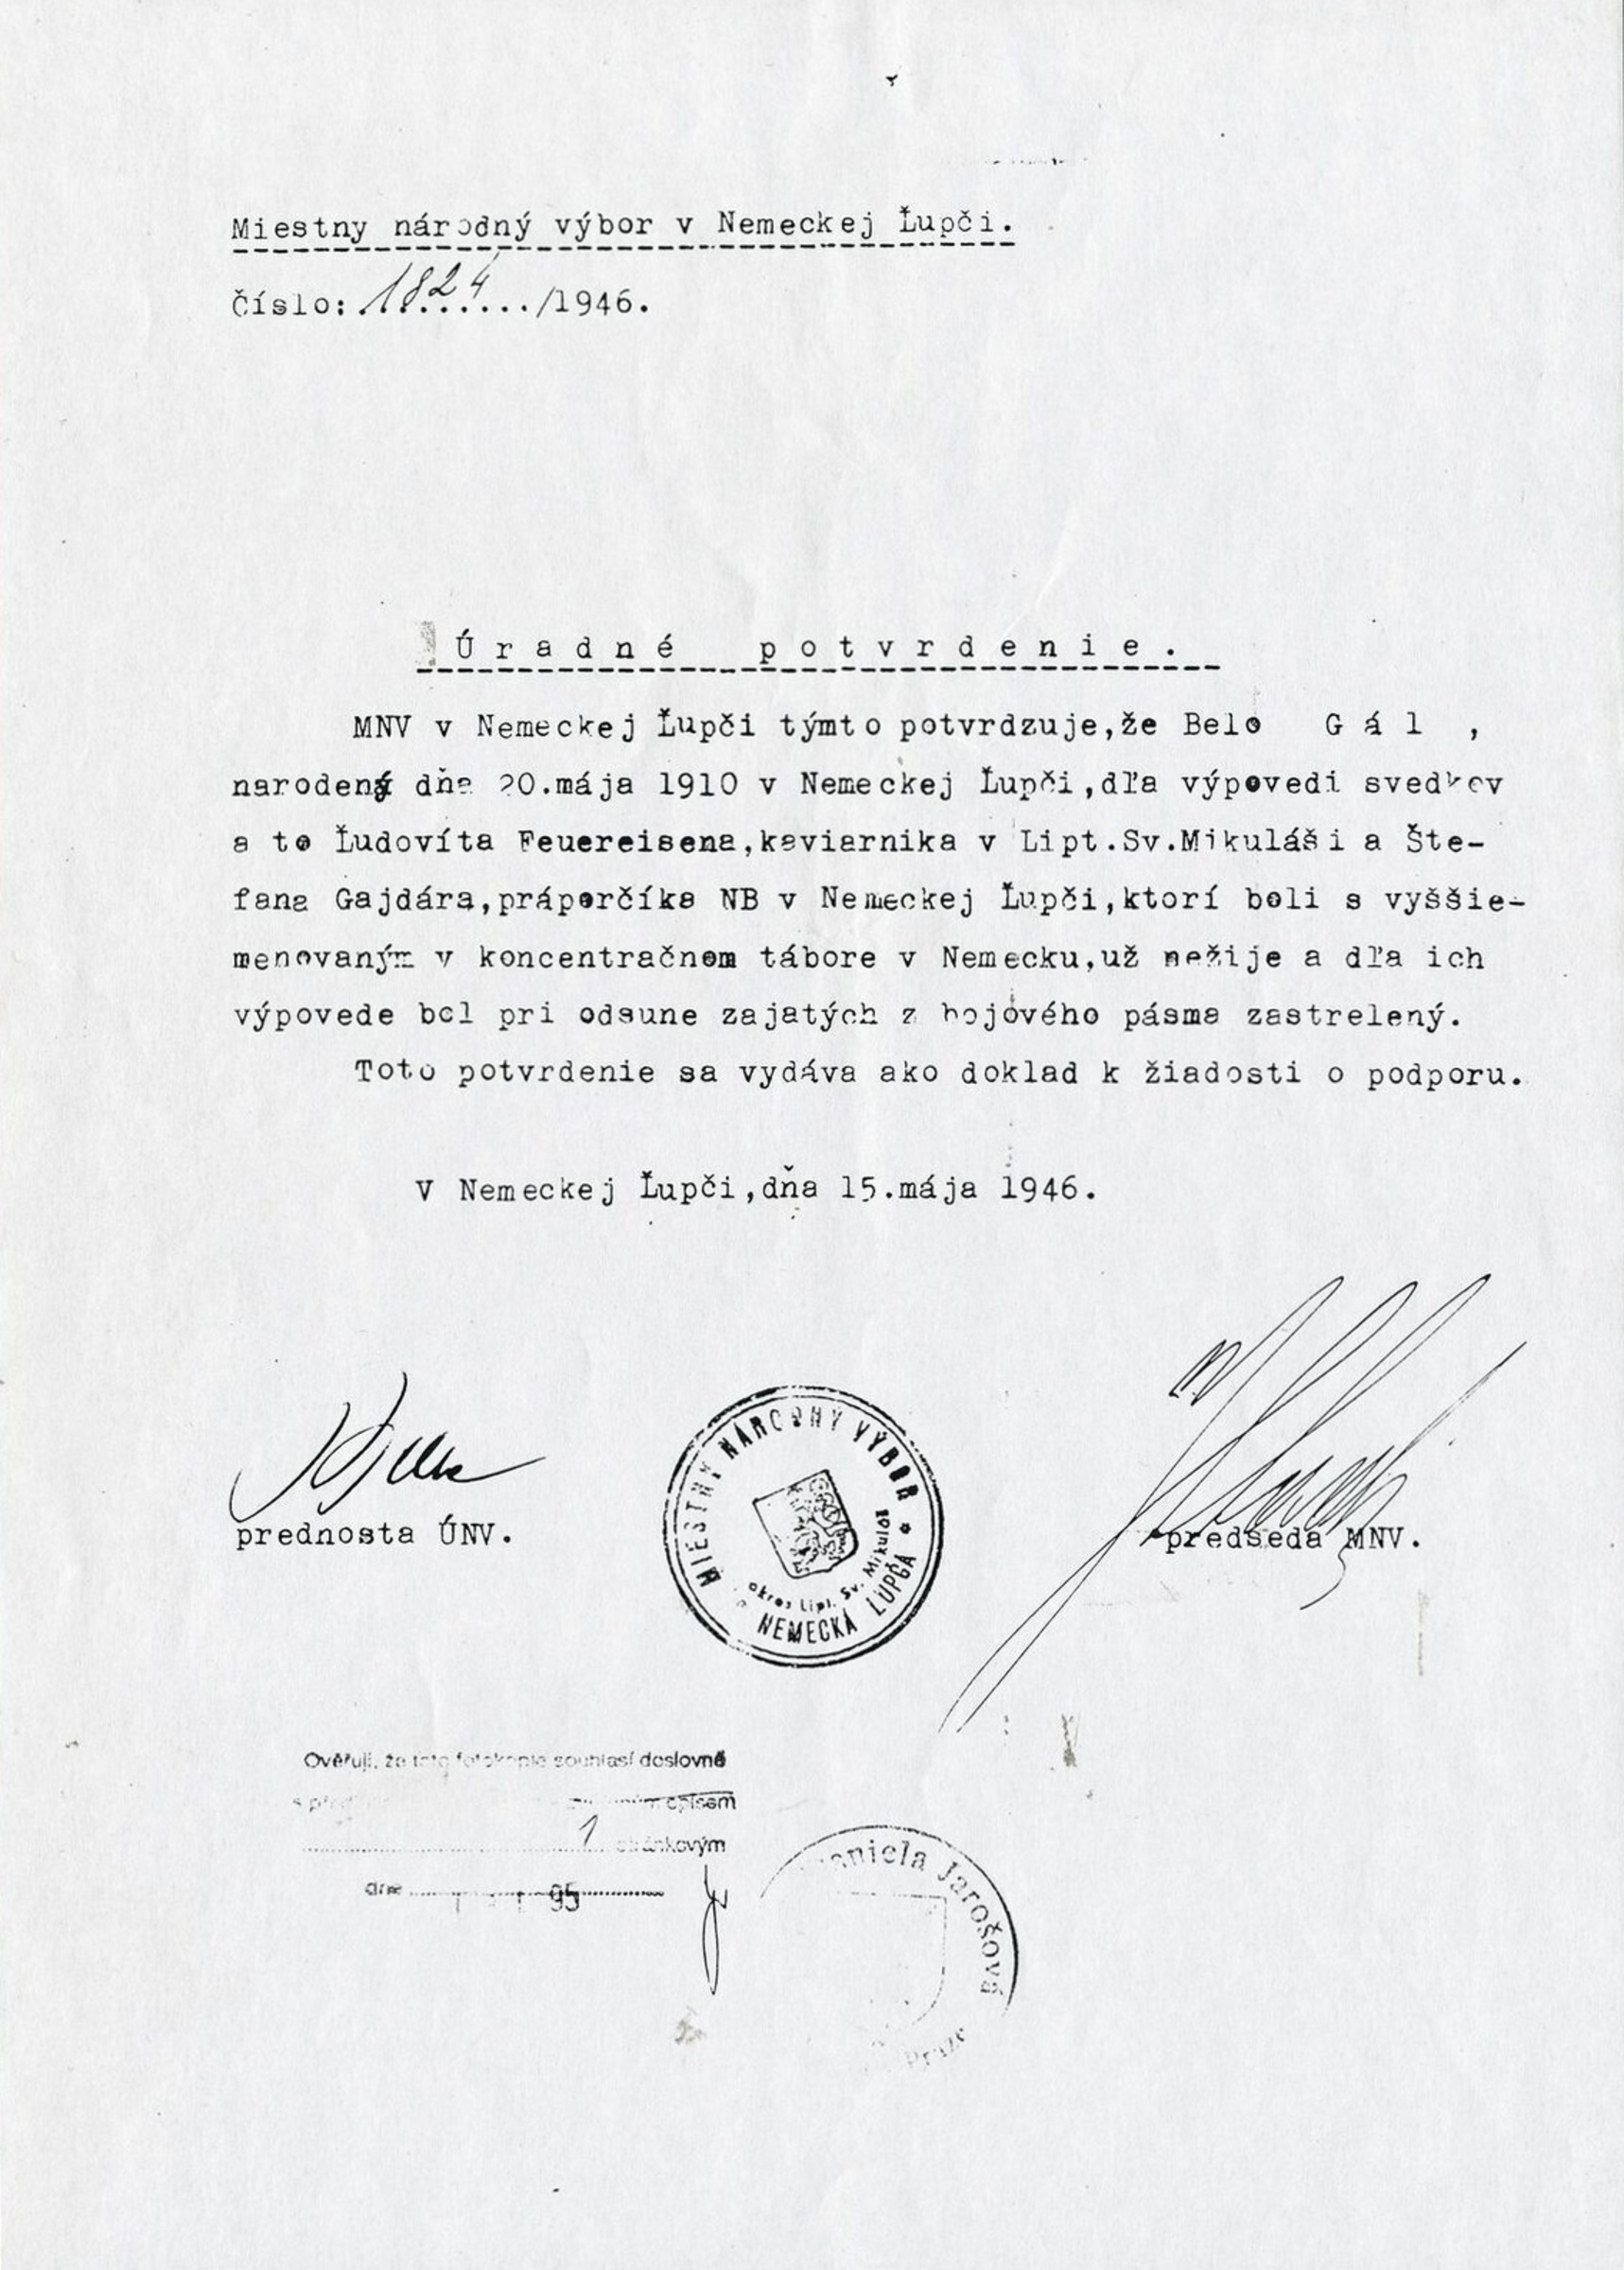 Miestny národný výbor v Nemeckej Ľupči.
Číslo: 1824 /1946.
Úradné potvrdenie.
MNV v Nemeckej Ľupči týmto potvrdzuje,že Belo Gál ,
narodený dňa 20.mája 1910 v Nemeckej Ľupči,dľa výpovedi svedkov
a to Ľudovíta Feuereisena,kaviarnika v Lipt.Sv.Mikuláši a Šte-
fana Gajdára,práporčíka NB v Nemeckej Ľupči,ktorí boli s vyššie-
menovaným v koncentračnom tábore v Nemecku,už nežije a dľa ich
výpovede bol pri odsune zajatých z bojového pásma zastrelený.
Toto potvrdenie sa vydáva ako doklad k žiadosti o podporu.
V Nemeckej Ľupči,dňa 15.mája 1946.
prednosta ÚNV.
MIESTNY NÁRODNÝ VÝBOR
okres Lipt. Sv. Mikuláš
NEMECKÁ ĽUPČA
predseda MNV.
Ověřuji, že tato fotokopie souhlasí doslovně
opisem
1 stránkovým
dne 95
Jarošová
Praze